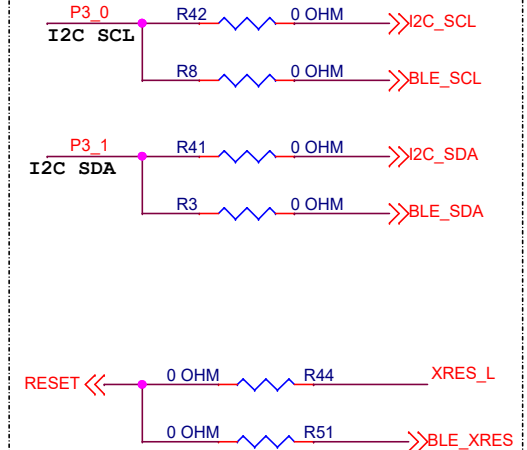 P3_0 R42 0 OHM I2C_SCL
I2C SCL
R8 0 OHM BLE_SCL
P3_1 R41 0 OHM I2C_SDA
I2C SDA
R3 0 OHM BLE_SDA
RESET 0 OHM R44 XRES_L
0 OHM R51 BLE_XRES